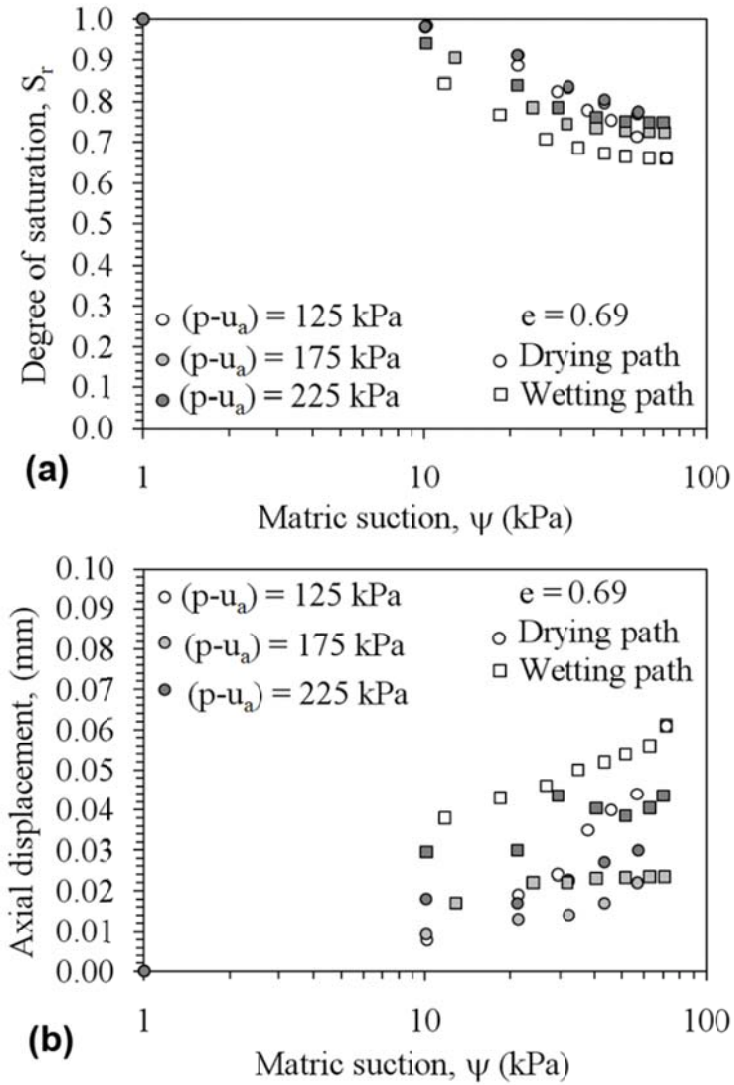 1.0
0.9
0.8
0.7
0.6
0.5
0.4
0.3
0.2
0.1
0.0
Degree of saturation, Sᵣ
(p-uₐ) = 125 kPa
(p-uₐ) = 175 kPa
(p-uₐ) = 225 kPa
e = 0.69
Drying path
Wetting path
(a)
1 10 100
Matric suction, ψ (kPa)
0.10
0.09
0.08
0.07
0.06
0.05
0.04
0.03
0.02
0.01
0.00
Axial displacement, (mm)
(p-uₐ) = 125 kPa
(p-uₐ) = 175 kPa
(p-uₐ) = 225 kPa
e = 0.69
Drying path
Wetting path
(b)
1 10 100
Matric suction, ψ (kPa)